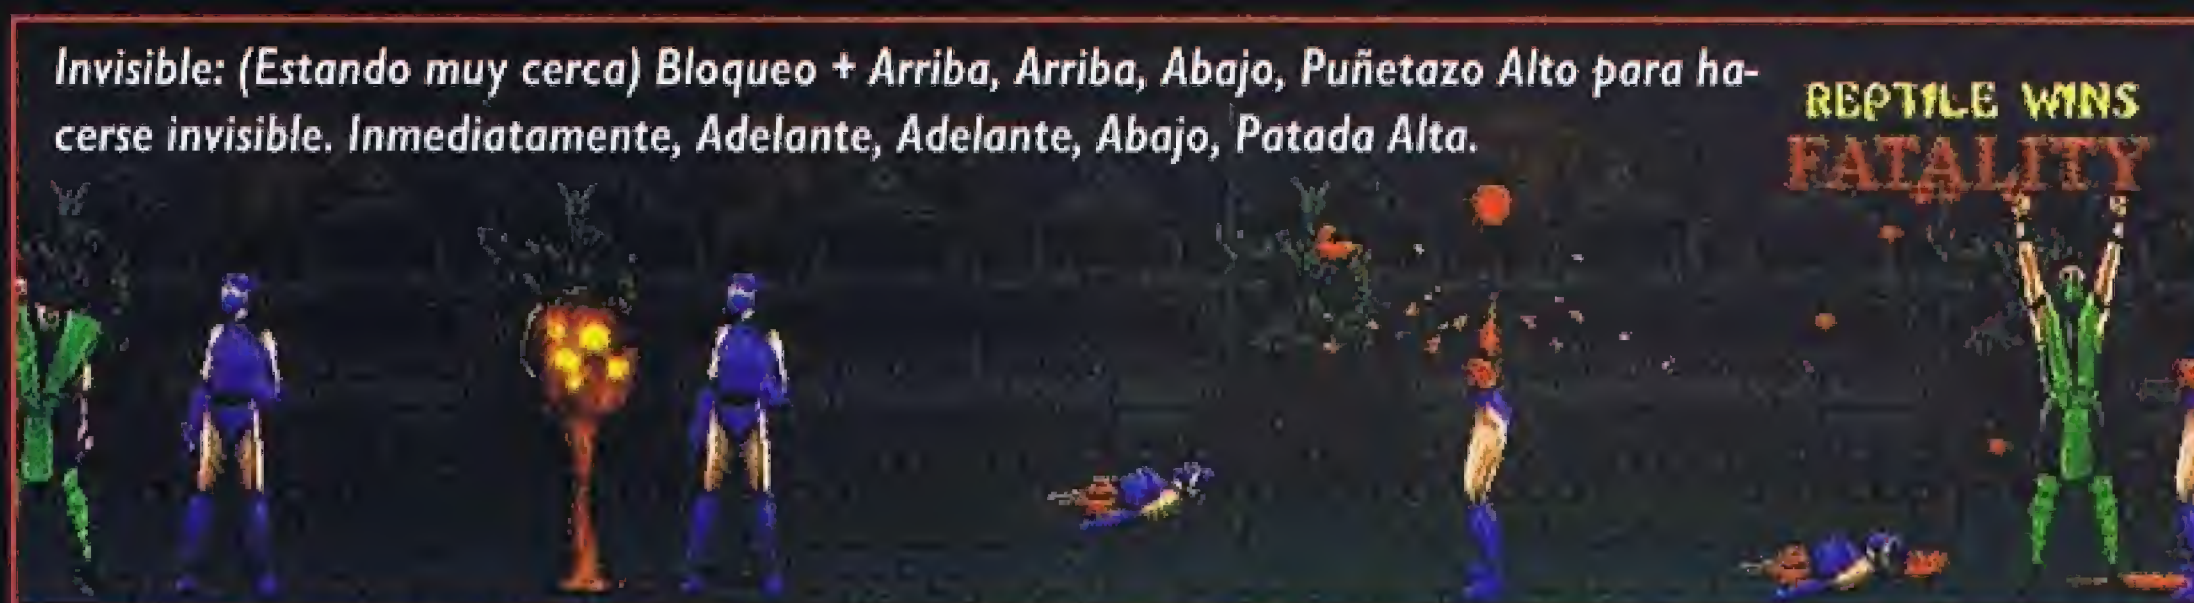 Invisible: (Estando muy cerca) Bloqueo + Arriba, Arriba, Abajo, Puñetazo Alto para ha-
cerse invisible. Inmediatamente, Adelante, Adelante, Abajo, Patada Alta.
REPTILE WINS
FATALITY